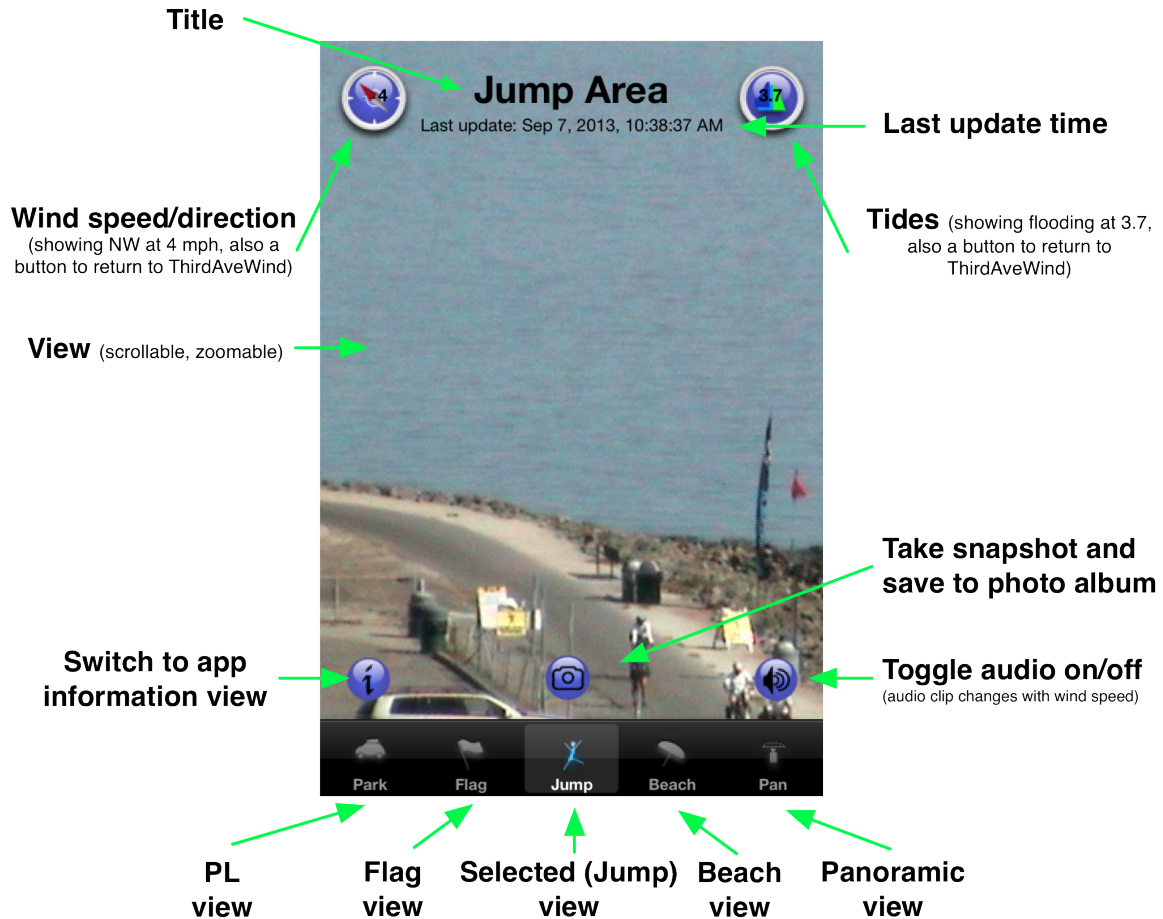 Title
Jump Area
4
3.7
Last update: Sep 7, 2013, 10:38:37 AM
Last update time
Wind speed/direction
(showing NW at 4 mph, also a
button to return to ThirdAveWind)
Tides (showing flooding at 3.7,
also a button to return to
ThirdAveWind)
View (scrollable, zoomable)
Take snapshot and
save to photo album
Switch to app
information view
i
Toggle audio on/off
(audio clip changes with wind speed)
Park
Flag
Jump
Beach
Pan
PL
view
Flag
view
Selected (Jump)
view
Beach
view
Panoramic
view